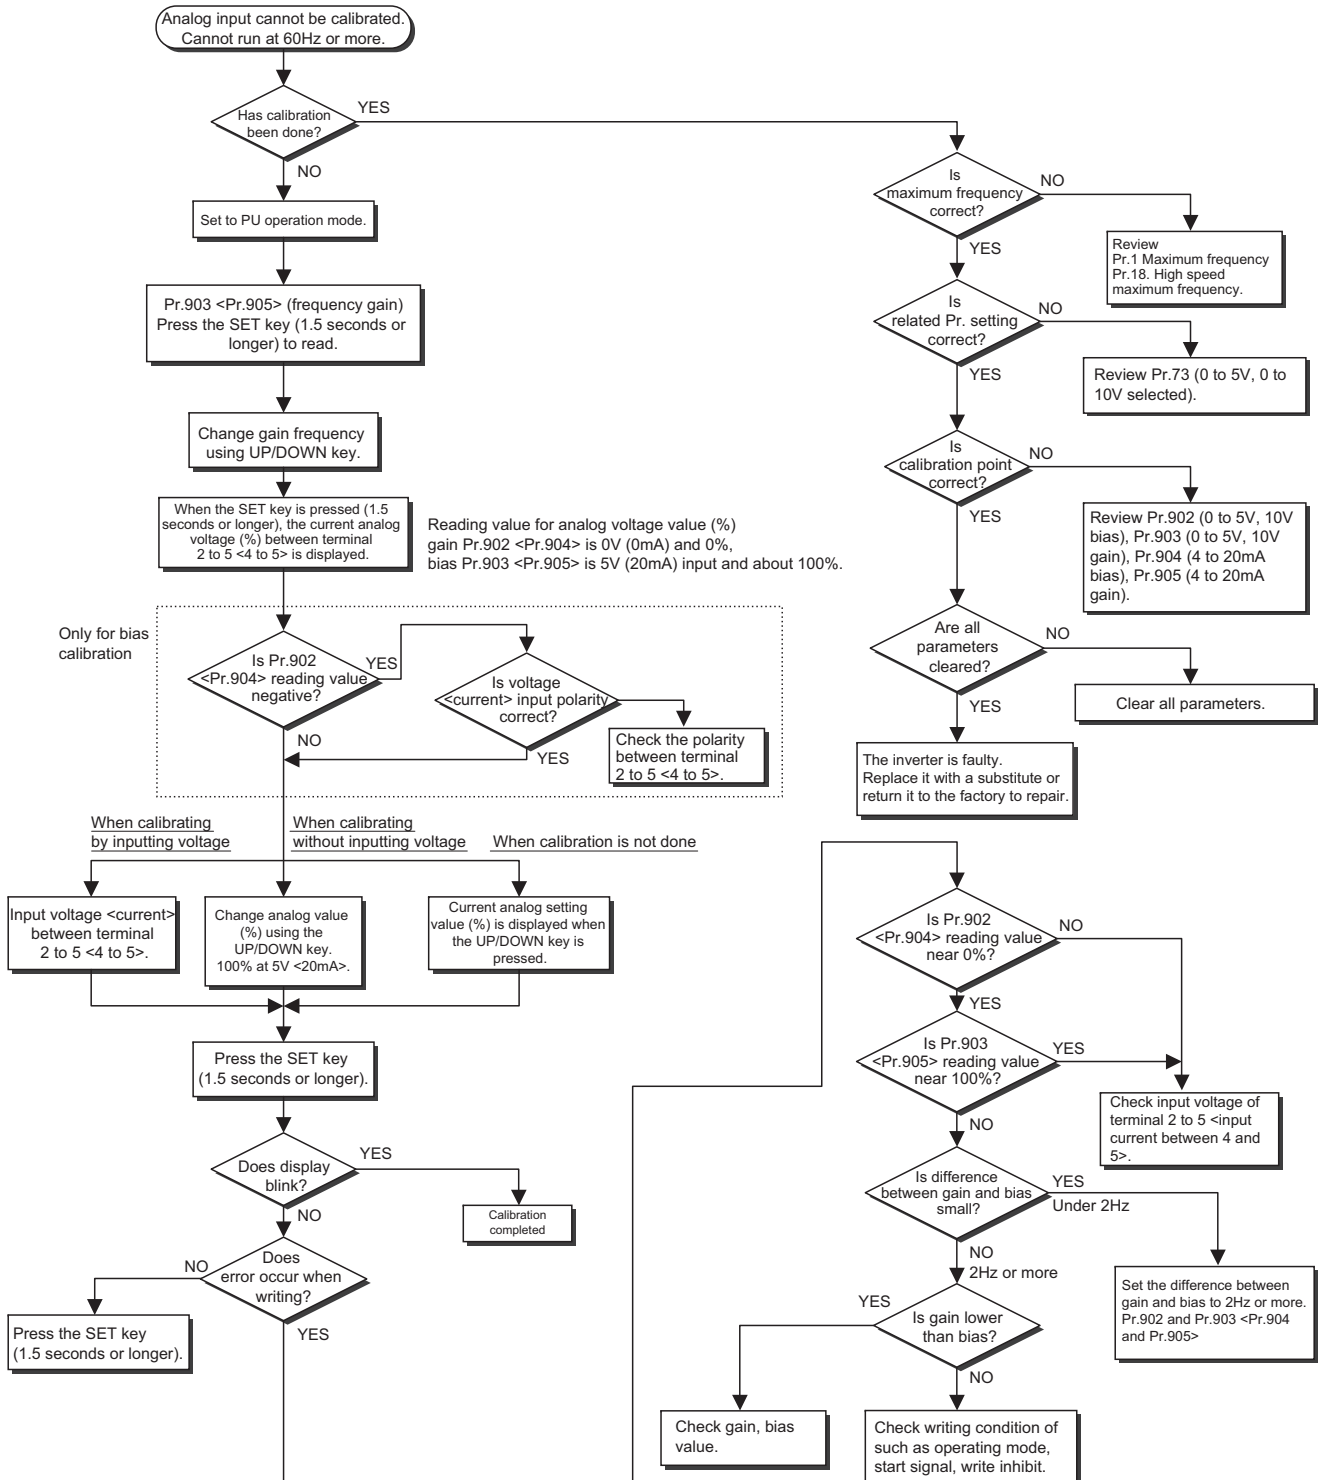 Analog input cannot be calibrated.
Cannot run at 60Hz or more.
Has calibration
been done?
YES
NO
Set to PU operation mode.
Pr.903 <Pr.905> (frequency gain)
Press the SET key (1.5 seconds or
longer) to read.
Change gain frequency
using UP/DOWN key.
When the SET key is pressed (1.5
seconds or longer), the current analog
voltage (%) between terminal
2 to 5 <4 to 5> is displayed.
Reading value for analog voltage value (%)
gain Pr.902 <Pr.904> is 0V (0mA) and 0%,
bias Pr.903 <Pr.905> is 5V (20mA) input and about 100%.
Only for bias
calibration
Is Pr.902
<Pr.904> reading value
negative?
YES
NO
Is voltage
<current> input polarity
correct?
YES
Check the polarity
between terminal
2 to 5 <4 to 5>.
When calibrating
by inputting voltage
When calibrating
without inputting voltage
When calibration is not done
Input voltage <current>
between terminal
2 to 5 <4 to 5>.
Change analog value
(%) using the
UP/DOWN key.
100% at 5V <20mA>.
Current analog setting
value (%) is displayed when
the UP/DOWN key is
pressed.
Press the SET key
(1.5 seconds or longer).
Does display
blink?
YES
NO
Calibration
completed
Does
error occur when
writing?
NO
YES
Press the SET key
(1.5 seconds or longer).
Is
maximum frequency
correct?
NO
YES
Review
Pr.1 Maximum frequency
Pr.18. High speed
maximum frequency.
Is
related Pr. setting
correct?
NO
YES
Review Pr.73 (0 to 5V, 0 to
10V selected).
Is
calibration point
correct?
NO
YES
Review Pr.902 (0 to 5V, 10V
bias), Pr.903 (0 to 5V, 10V
gain), Pr.904 (4 to 20mA
bias), Pr.905 (4 to 20mA
gain).
Are all
parameters
cleared?
NO
YES
Clear all parameters.
The inverter is faulty.
Replace it with a substitute or
return it to the factory to repair.
Is Pr.902
<Pr.904> reading value
near 0%?
NO
YES
Is Pr.903
<Pr.905> reading value
near 100%?
YES
NO
Check input voltage of
terminal 2 to 5 <input
current between 4 and
5>.
Is difference
between gain and bias
small?
YES
Under 2Hz
NO
2Hz or more
Set the difference between
gain and bias to 2Hz or more.
Pr.902 and Pr.903 <Pr.904
and Pr.905>
Is gain lower
than bias?
YES
NO
Check gain, bias
value.
Check writing condition of
such as operating mode,
start signal, write inhibit.